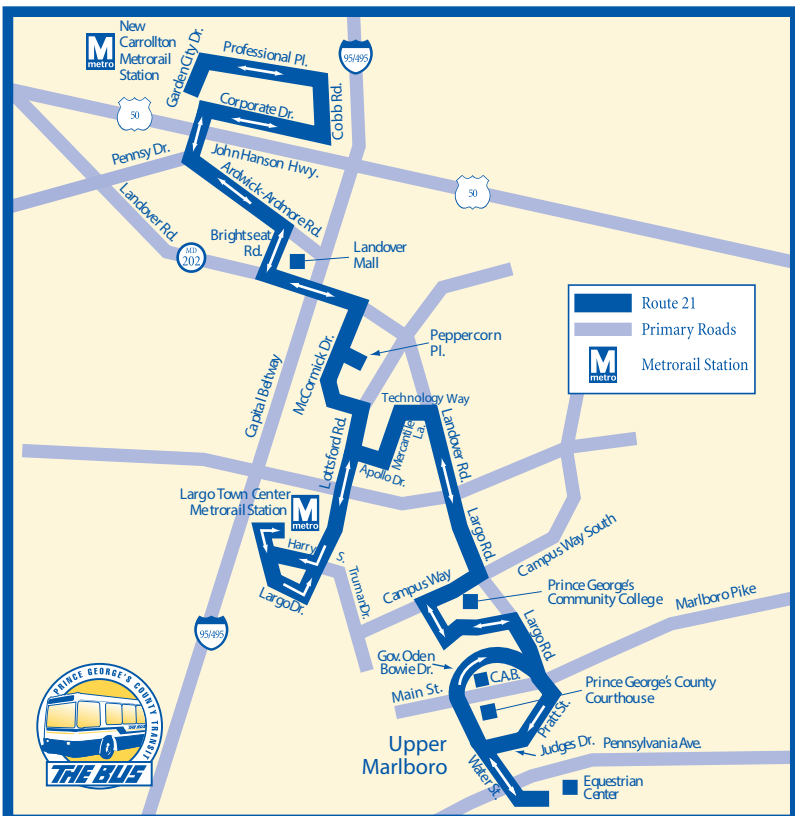 New
Carrollton
Metrorail
Station
M
metro
Garden City Dr.
Professional Pl.
95/495
Cobb Rd.
Corporate Dr.
50
Pennsy Dr.
John Hanson Hwy.
Ardwick-Ardmore Rd.
50
Landover Rd.
MD
202
Brightseat
Rd.
Landover
Mall
Route 21
Primary Roads
M
metro
Metrorail Station
Peppercorn
Pl.
McCormick Dr.
Capital Beltway
Technology Way
Mercantile
La.
Landover Rd.
Lottsford Rd.
Apollo Dr.
Largo Town Center
Metrorail Station
M
metro
Harry S. Truman Dr.
Largo Dr.
Largo Rd.
Campus Way South
Campus Way
Prince George's
Community College
Marlboro Pike
95/495
Largo Rd.
Gov. Oden
Bowie Dr.
C.A.B.
Main St.
Prince George's County
Courthouse
Pratt St.
Upper
Marlboro
Judges Dr.
Pennsylvania Ave.
Water St.
Equestrian
Center
PRINCE GEORGE'S COUNTY TRANSIT
THE BUS
THE BUS